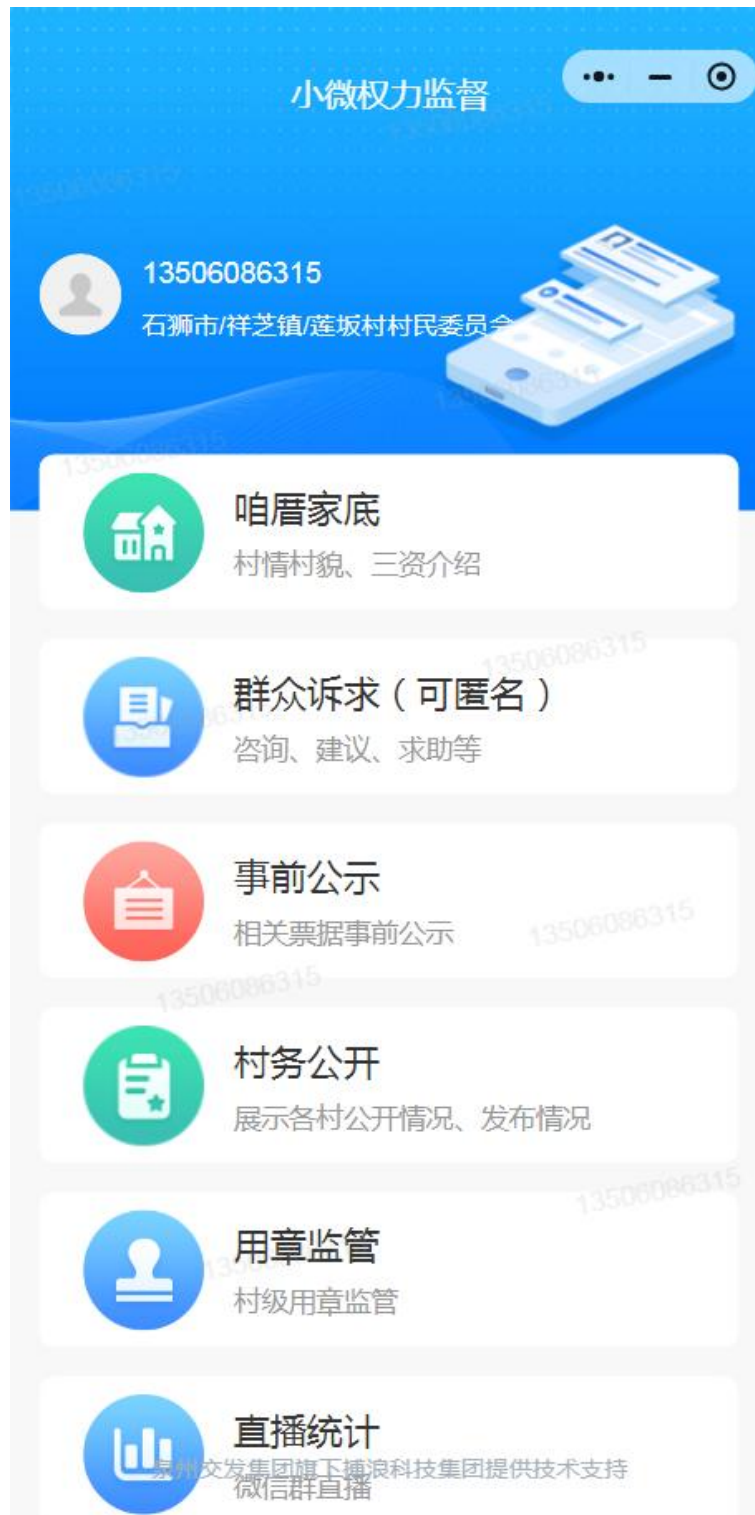 小微权力监督
13506086315
石狮市/祥芝镇/莲坂村村民委员会
咱厝家底
村情村貌、三资介绍
群众诉求(可匿名)
咨询、建议、求助等
事前公示
相关票据事前公示
13506086315
13506086315
13506086315
村务公开
展示各村公开情况、发布情况
13506086315
用章监管
村级用章监管
直播统计
泉州交发集团旗下搏浪科技集团提供技术支持
微信群直播